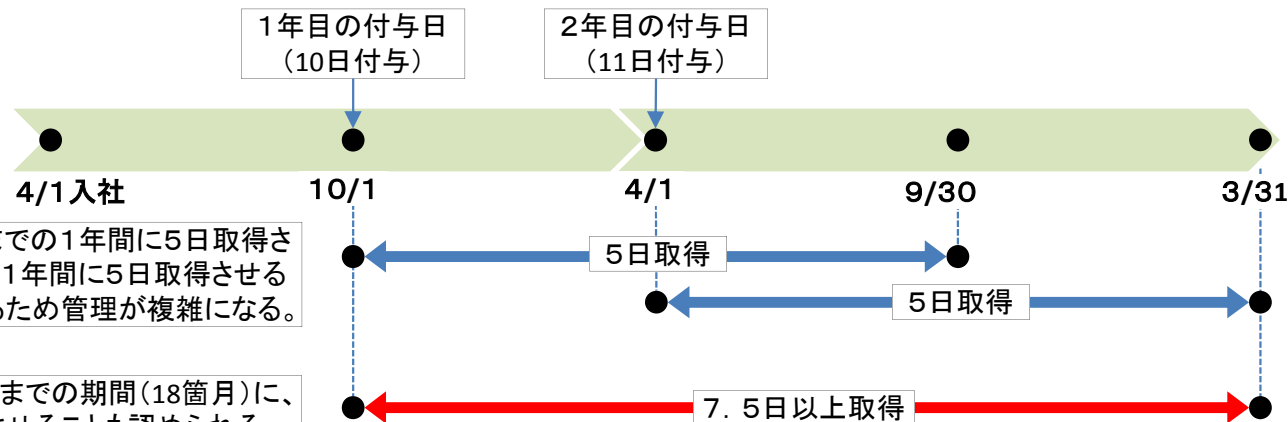 1年目の付与日
（10日付与）
2年目の付与日
（11日付与）
4/1入社
10/1
4/1
9/30
3/31
までの1年間に5日取得さ
1年間に5日取得させる
ため管理が複雑になる。
5日取得
5日取得
までの期間（18箇月）に、
7．5日以上取得